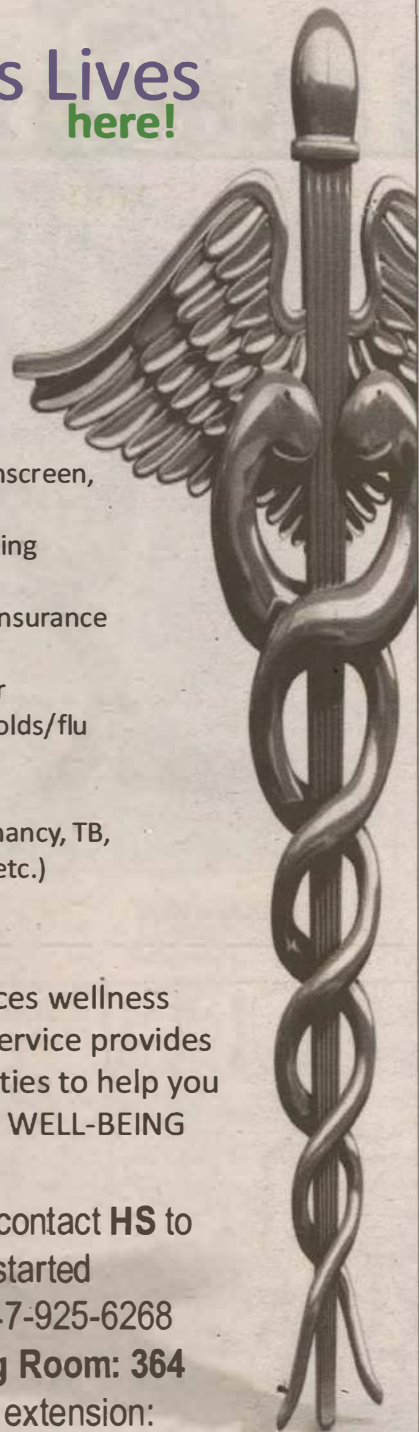 s Lives
here!
nscreen,
ing
nsurance
r
olds/flu
nancy, TB,
etc.)
ces wellness
ervice provides
ties to help you
WELL-BEING
contact HS to
started
47-925-6268
g Room: 364
extension: